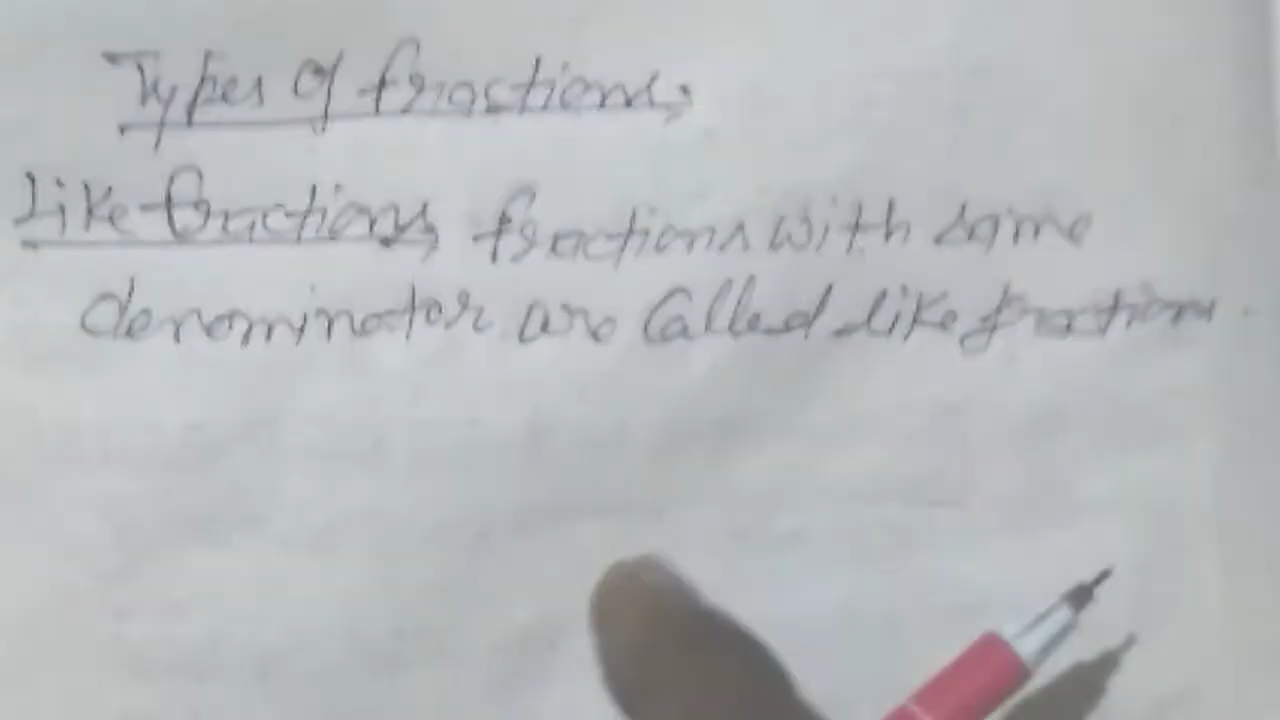 Types of fractions,
Like fractions, fractions with same
denominator are called like fractions.